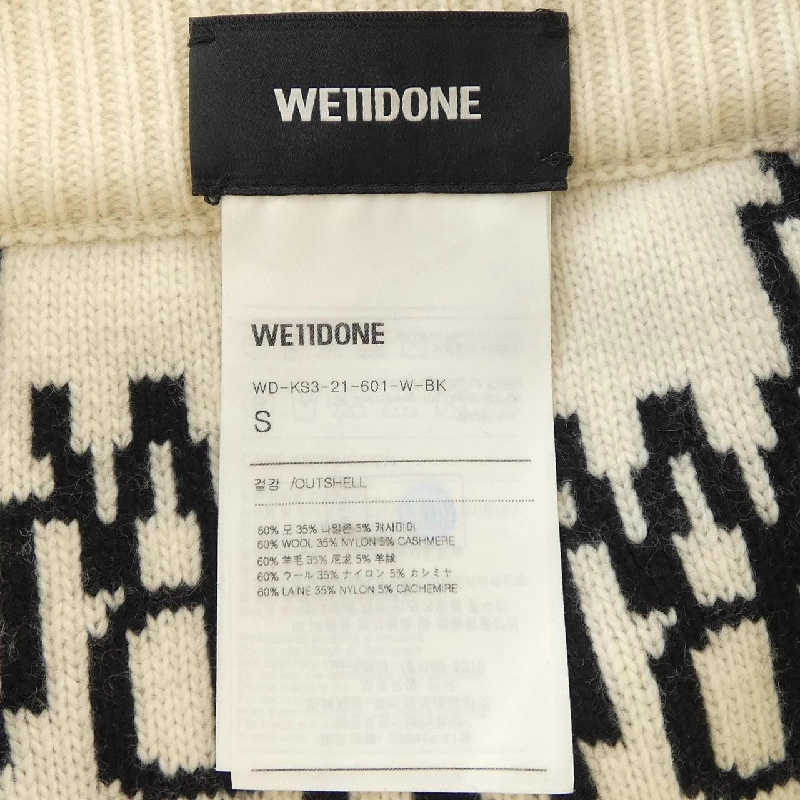 WE11DONE
WE11DONE
WD-KS3-21-601-W-BK
S
겉감 /OUTSHELL
60% 모 35% 나일론 5% 캐시미어
60% WOOL 35% NYLON 5% CASHMERE
60% 羊毛 35% 尼龙 5% 羊绒
60% ウール 35% ナイロン 5% カシミヤ
60% LAINE 35% NYLON 5% CACHEMIRE